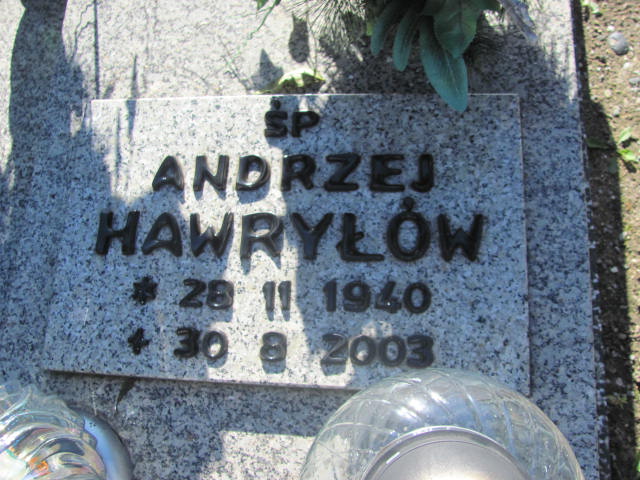 ŚP
ANDRZEJ
HAWRYŁÓW
* 28 11 1940
+ 30 8 2003